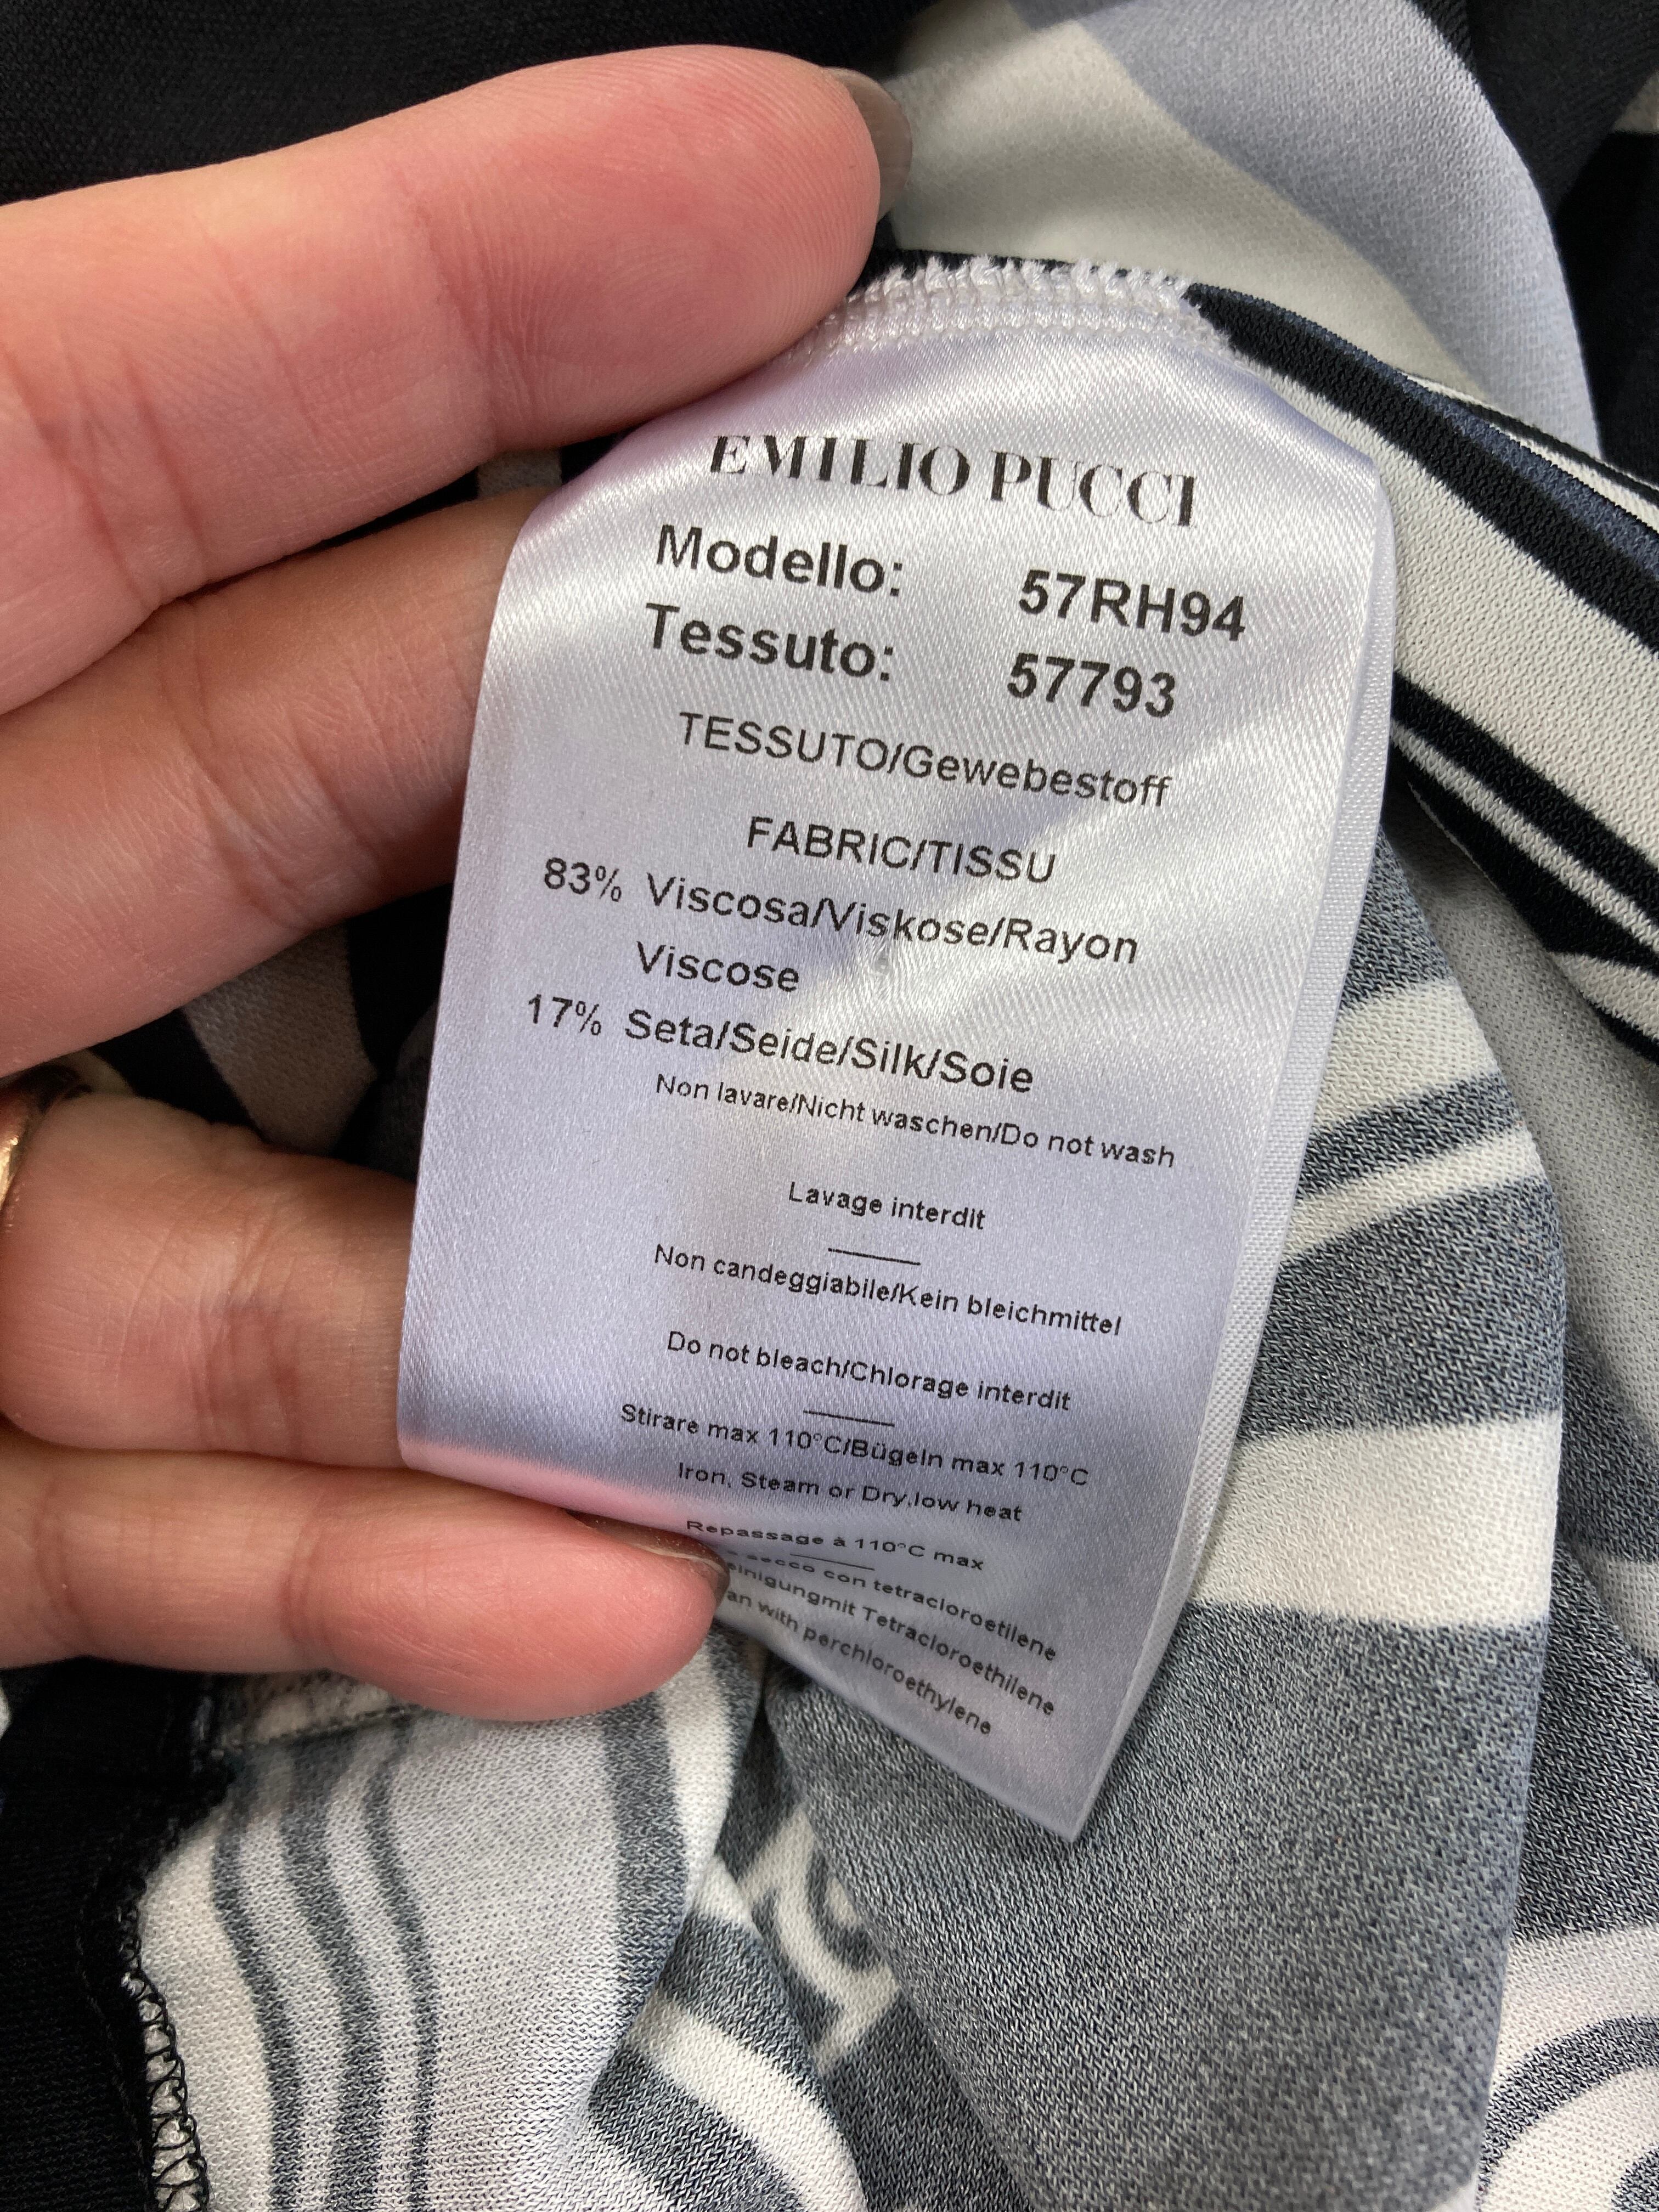 EMILIO PUCCI
Modello: 57RH94
Tessuto: 57793
TESSUTO/Gewebestoff
FABRIC/TISSU
83% Viscosa/Viskose/Rayon
Viscose
17% Seta/Seide/Silk/Soie
Non lavare/Nicht waschen/Do not wash
Lavage interdit
Non candeggiabile/Kein bleichmittel
Do not bleach/Chlorage interdit
Stirare max 110°C/Bügeln max 110°C
Iron, Steam or Dry,low heat
Repassage à 110°C max
secco con tetracloroetilene
Tetracloroethilene
with perchloroethylene